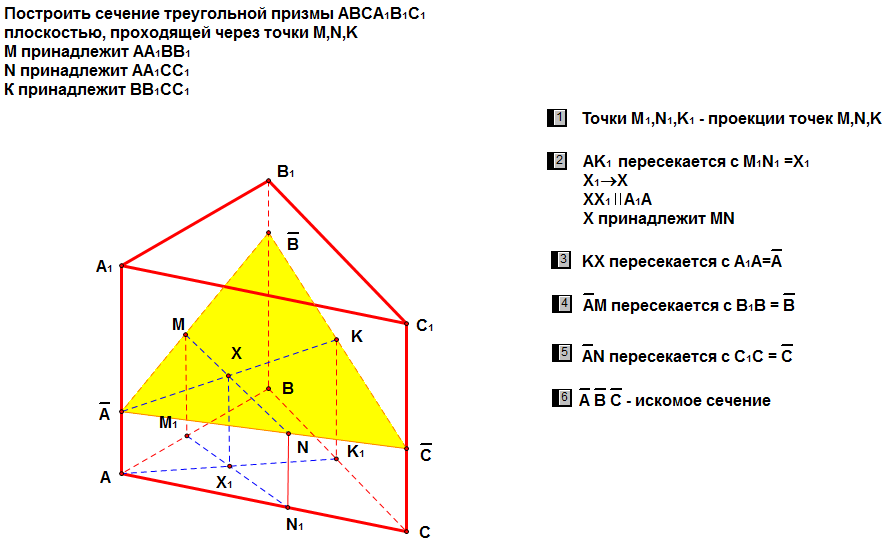 Построить сечение треугольной призмы ABCA₁B₁C₁
плоскостью, проходящей через точки M,N,K
М принадлежит AA₁BB₁
N принадлежит AA₁CC₁
К принадлежит BB₁CC₁
1 Точки M₁,N₁,K₁ - проекции точек M,N,K
2 AK₁ пересекается с M₁N₁ =X₁
X₁→X
XX₁ || A₁A
X принадлежит MN
3 KX пересекается с A₁A=A̅
4 A̅M пересекается с B₁B = B̅
5 A̅N пересекается с C₁C = C̅
6 A̅ B̅ C̅ - искомое сечение
B₁
B̅
A₁
C₁
M
K
X
B
A̅
M₁
N
K₁
C̅
A
X₁
N₁
C